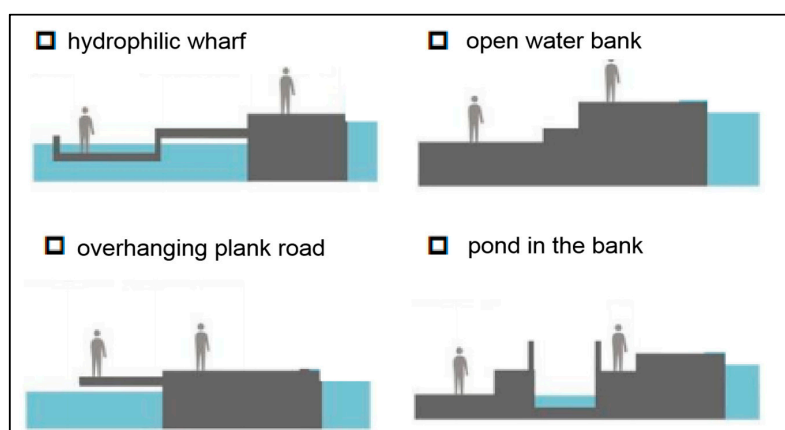 hydrophilic wharf
open water bank
overhanging plank road
pond in the bank